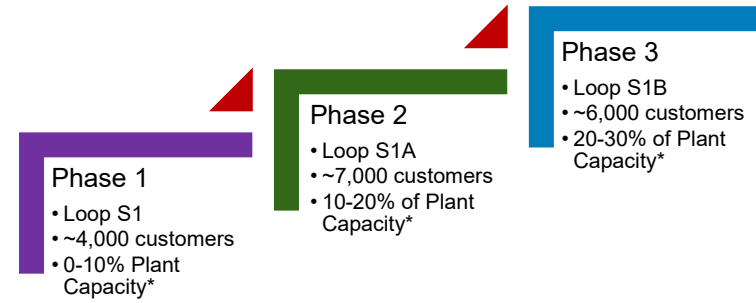 Phase 1
• Loop S1
• ~4,000 customers
• 0-10% Plant
Capacity*
Phase 2
• Loop S1A
• ~7,000 customers
• 10-20% of Plant
Capacity*
Phase 3
• Loop S1B
• ~6,000 customers
• 20-30% of Plant
Capacity*